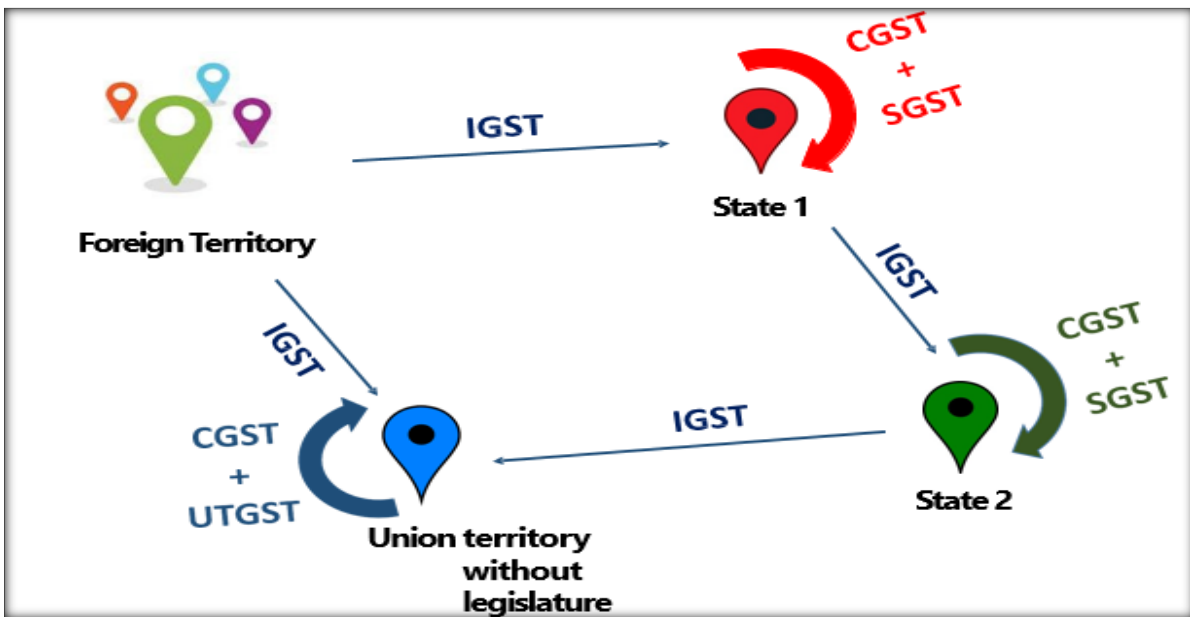 CGST
+
SGST
IGST
State 1
Foreign Territory
IGST
IGST
CGST
+
SGST
IGST
CGST
+
UTGST
State 2
Union territory
without
legislature